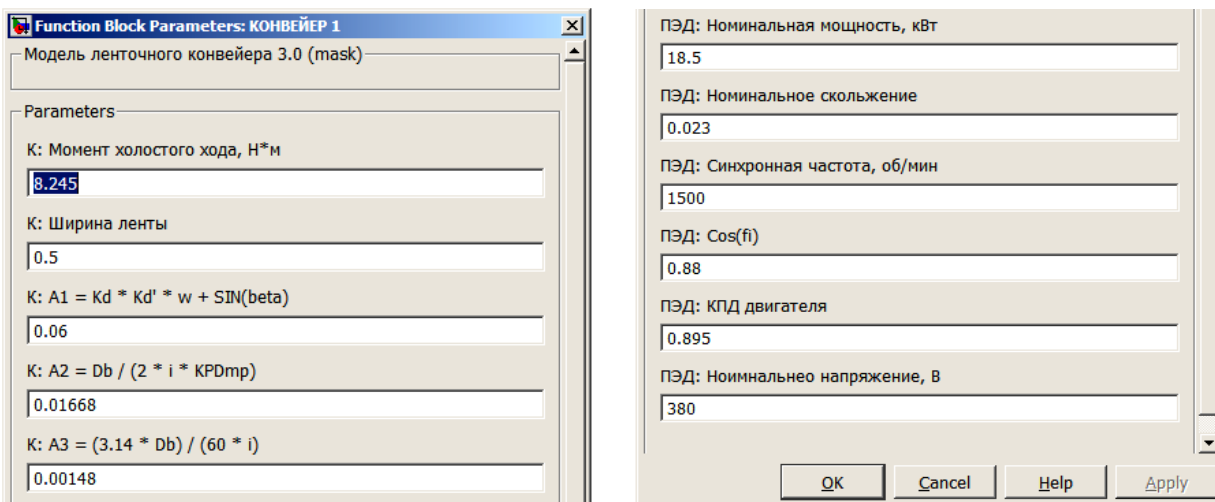 Function Block Parameters: КОНВЕЙЕР 1
Модель ленточного конвейера 3.0 (mask)
Parameters
К: Момент холостого хода, Н*м
8.245
К: Ширина ленты
0.5
К: A1 = Kd * Kd' * w + SIN(beta)
0.06
К: A2 = Db / (2 * i * KPDmp)
0.01668
К: A3 = (3.14 * Db) / (60 * i)
0.00148
ПЭД: Номинальная мощность, кВт
18.5
ПЭД: Номинальное скольжение
0.023
ПЭД: Синхронная частота, об/мин
1500
ПЭД: Cos(fi)
0.88
ПЭД: КПД двигателя
0.895
ПЭД: Ноимнальнео напряжение, В
380
OK Cancel Help Apply